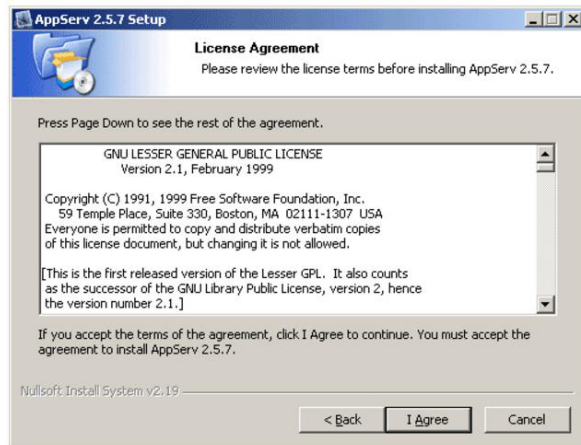 AppServ 2.5.7 Setup
License Agreement
Please review the license terms before installing AppServ 2.5.7.
Press Page Down to see the rest of the agreement.
GNU LESSER GENERAL PUBLIC LICENSE
Version 2.1, February 1999
Copyright (C) 1991, 1999 Free Software Foundation, Inc.
59 Temple Place, Suite 330, Boston, MA 02111-1307 USA
Everyone is permitted to copy and distribute verbatim copies
of this license document, but changing it is not allowed.
[This is the first released version of the Lesser GPL. It also counts
as the successor of the GNU Library Public License, version 2, hence
the version number 2.1.]
If you accept the terms of the agreement, click I Agree to continue. You must accept the
agreement to install AppServ 2.5.7.
Nullsoft Install System v2.19
< Back I Agree Cancel